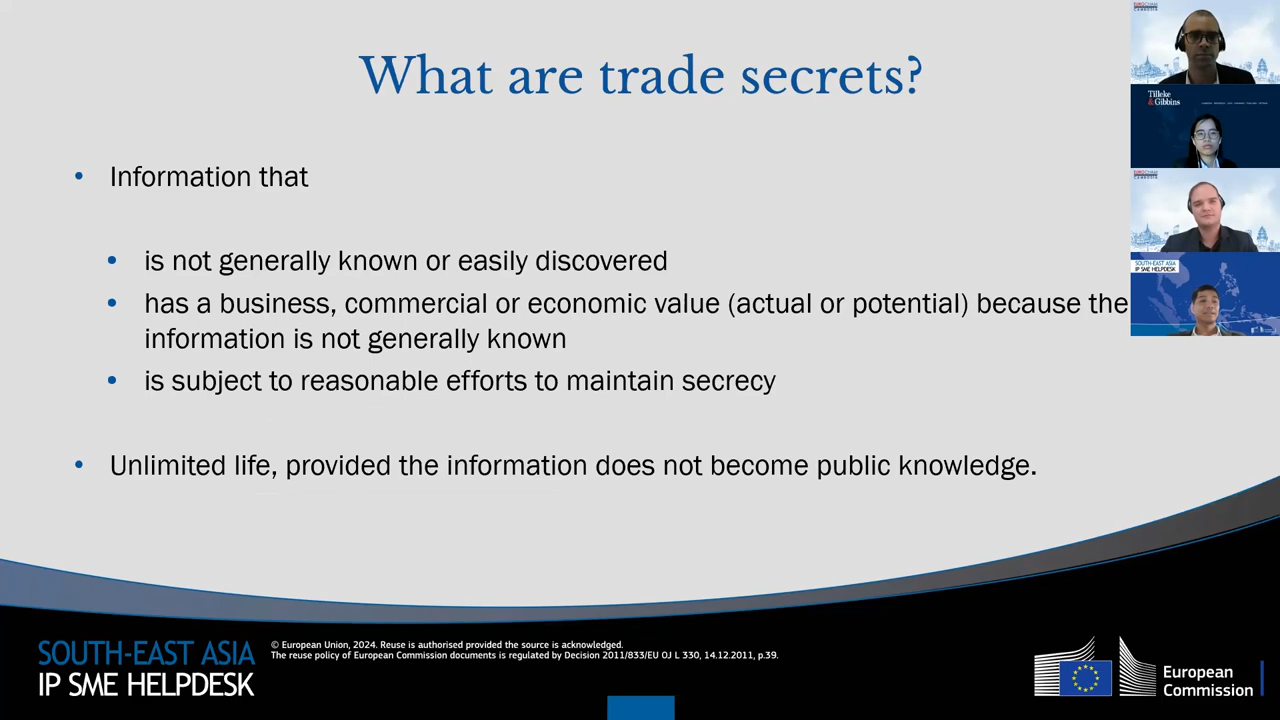 What are trade secrets?
• Information that
• is not generally known or easily discovered
• has a business, commercial or economic value (actual or potential) because the
information is not generally known
• is subject to reasonable efforts to maintain secrecy
• Unlimited life, provided the information does not become public knowledge.
Tilleke
& Gibbins
SOUTH-EAST ASIA
IP SME HELPDESK
SOUTH-EAST ASIA
IP SME HELPDESK
© European Union, 2024. Reuse is authorised provided the source is acknowledged.
The reuse policy of European Commission documents is regulated by Decision 2011/833/EU OJ L 330, 14.12.2011, p.39.
European
Commission